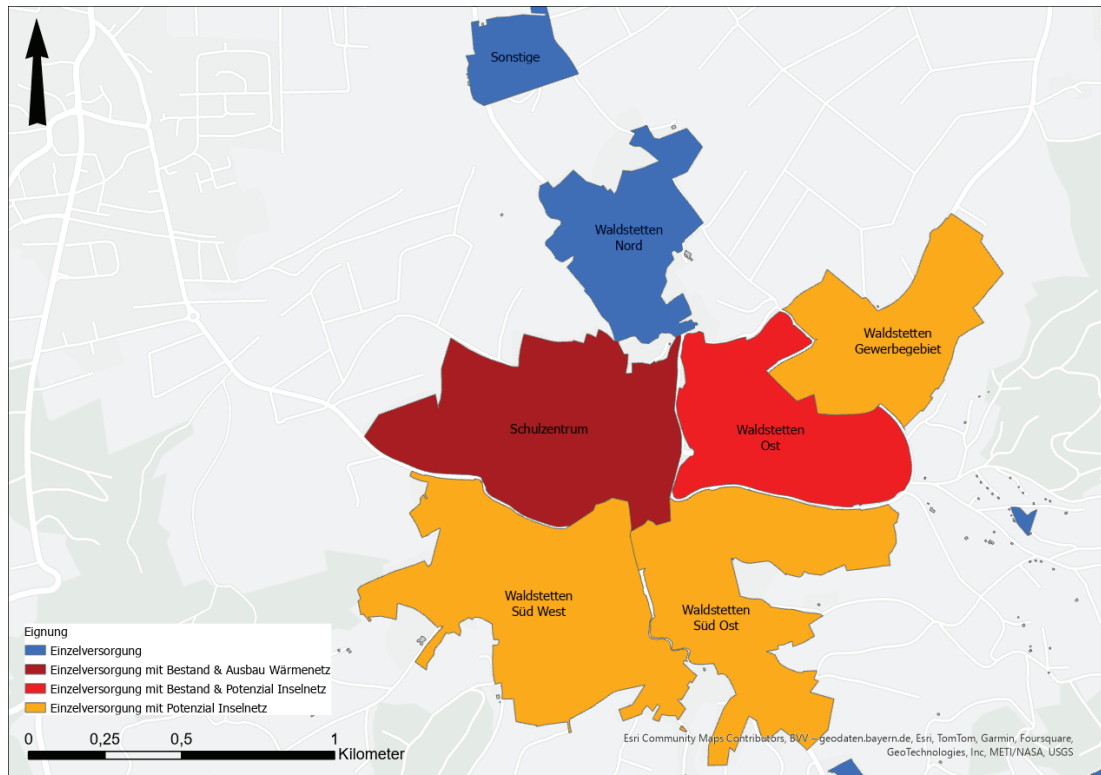 Sonstige
Waldstetten
Nord
Waldstetten
Gewerbegebiet
Schulzentrum
Waldstetten
Ost
Waldstetten
Süd West
Waldstetten
Süd Ost
Eignung
Einzelversorgung
Einzelversorgung mit Bestand & Ausbau Wärmenetz
Einzelversorgung mit Bestand & Potenzial Inselnetz
Einzelversorgung mit Potenzial Inselnetz
0 0,25 0,5 1
Kilometer
Esri Community Maps Contributors, BVV – geodaten.bayern.de, Esri, TomTom, Garmin, Foursquare,
GeoTechnologies, Inc, METI/NASA, USGS